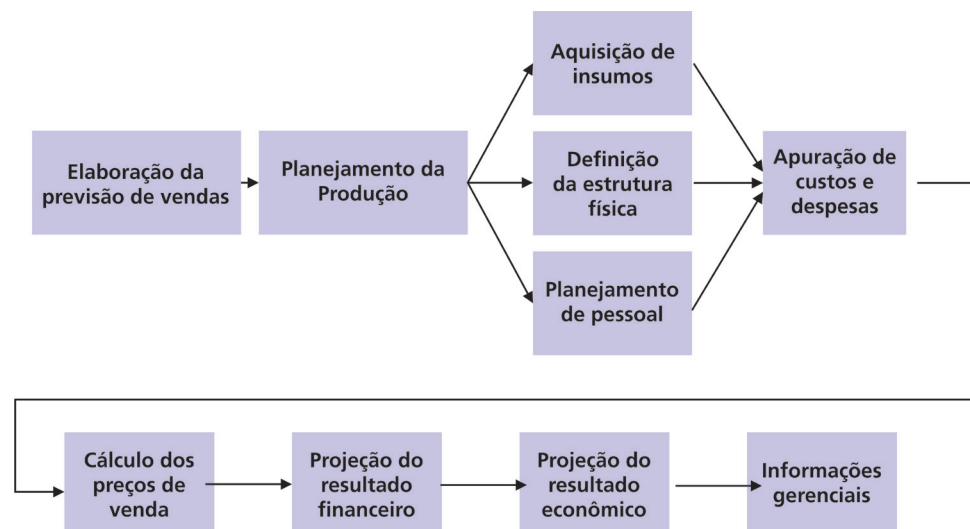 Elaboração da
previsão de vendas
Planejamento da
Produção
Aquisição de
insumos
Definição
da estrutura
física
Planejamento
de pessoal
Apuração de
custos e
despesas
Cálculo dos
preços de
venda
Projeção do
resultado
financeiro
Projeção do
resultado
econômico
Informações
gerenciais